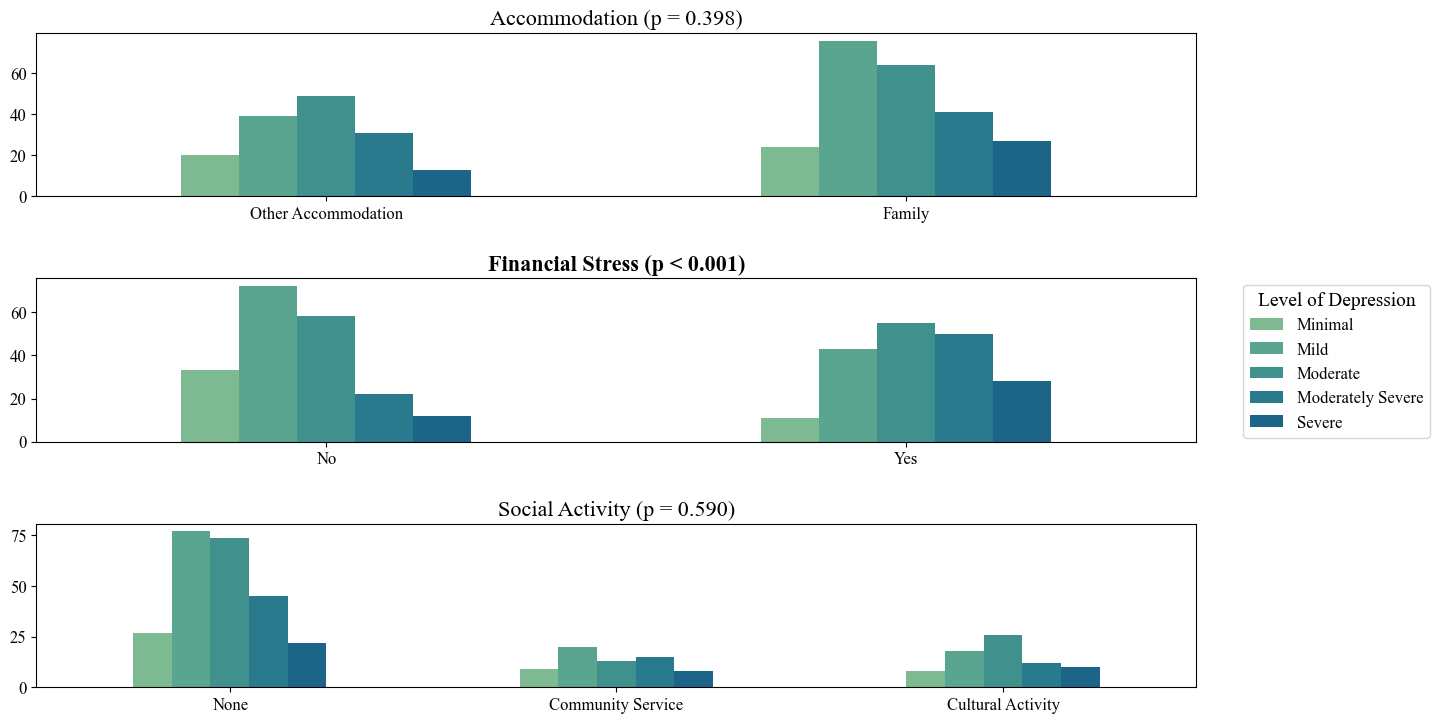 Accommodation (p = 0.398)
60
40
20
0
Other Accommodation Family
Financial Stress (p < 0.001)
60
40
20
0
No Yes
Level of Depression
Minimal
Mild
Moderate
Moderately Severe
Severe
Social Activity (p = 0.590)
75
50
25
0
None Community Service Cultural Activity